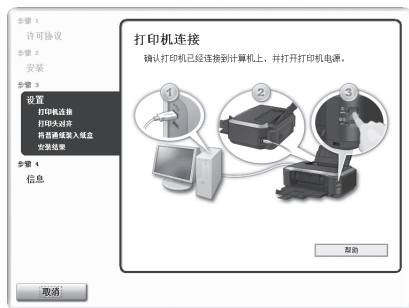 步骤 1
许可协议
步骤 2
安装
步骤 3
设置
打印机连接
打印头对齐
将普通纸装入纸盒
安装结果
步骤 4
信息
打印机连接
确认打印机已经连接到计算机上，并打开打印机电源。
1
2
3
帮助
取消